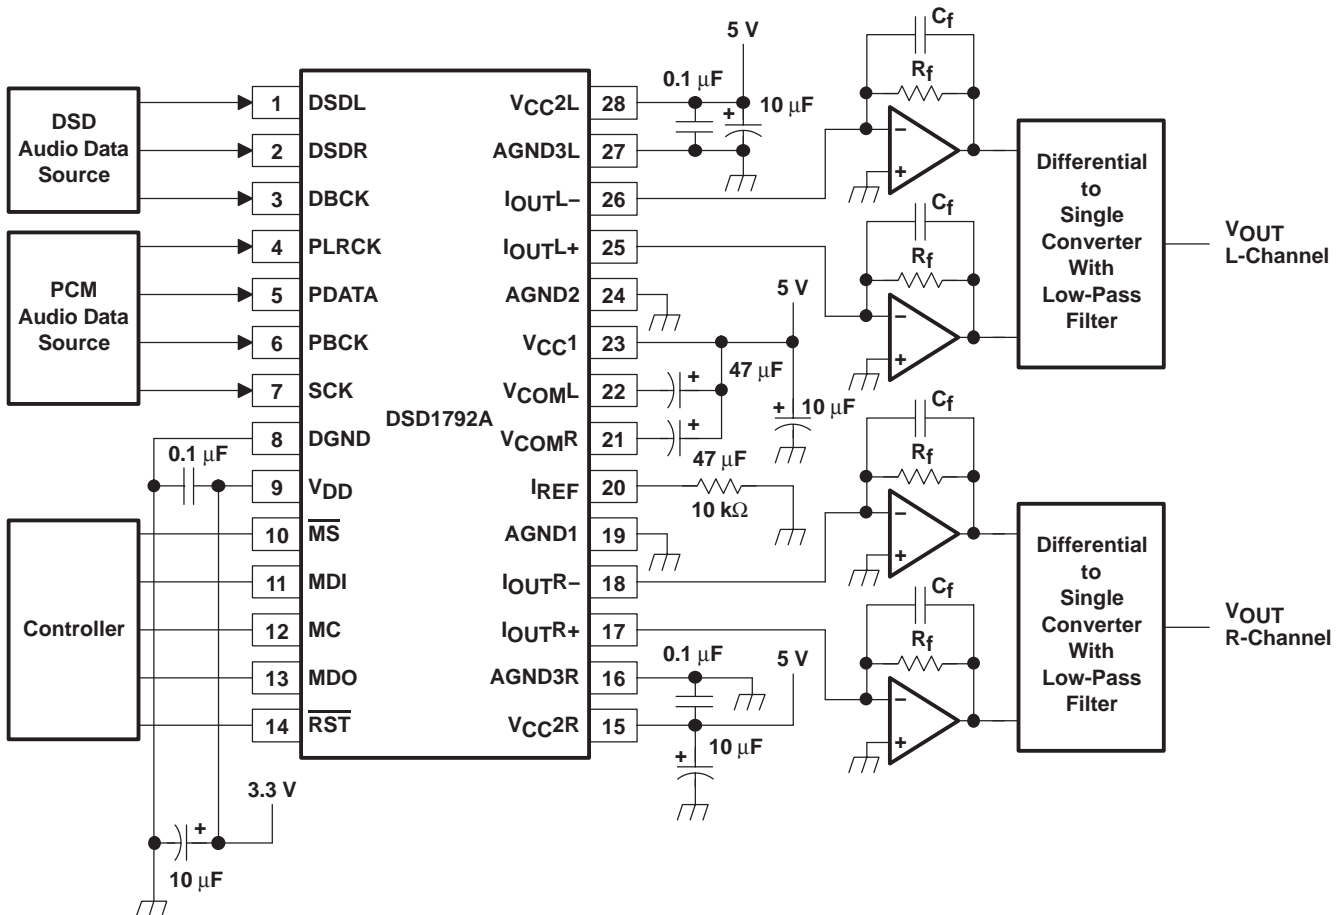 DSD
Audio Data
Source
PCM
Audio Data
Source
Controller
1 DSDL
2 DSDR
3 DBCK
4 PLRCK
5 PDATA
6 PBCK
7 SCK
8 DGND
9 VDD
10 MS
11 MDI
12 MC
13 MDO
14 RST
0.1 μF
3.3 V
+
10 μF
DSD1792A
VCC2L 28
AGND3L 27
IOUTL– 26
IOUTL+ 25
AGND2 24
VCC1 23
VCOML 22
VCOMR 21
IREF 20
AGND1 19
IOUTR– 18
IOUTR+ 17
AGND3R 16
VCC2R 15
5 V
0.1 μF
+
10 μF
5 V
47 μF
+
+
47 μF
+
10 μF
10 kΩ
0.1 μF
5 V
+
10 μF
Cf
Rf
–
+
Cf
Rf
–
+
Cf
Rf
–
+
Cf
Rf
–
+
Differential
to
Single
Converter
With
Low-Pass
Filter
VOUT
L-Channel
Differential
to
Single
Converter
With
Low-Pass
Filter
VOUT
R-Channel